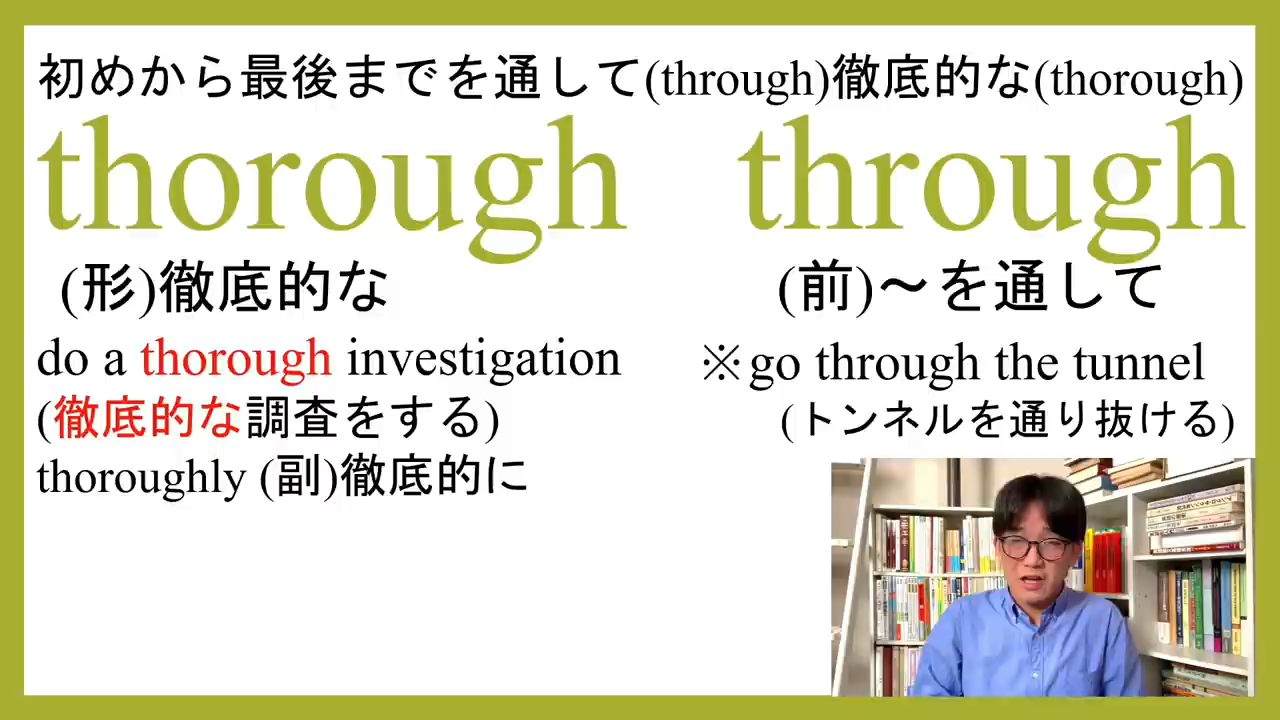 初めから最後までを通して(through)徹底的な(thorough)
thorough
through
(形)徹底的な
(前)～を通して
do a thorough investigation
(徹底的な調査をする)
thoroughly (副)徹底的に
※go through the tunnel
(トンネルを通り抜ける)